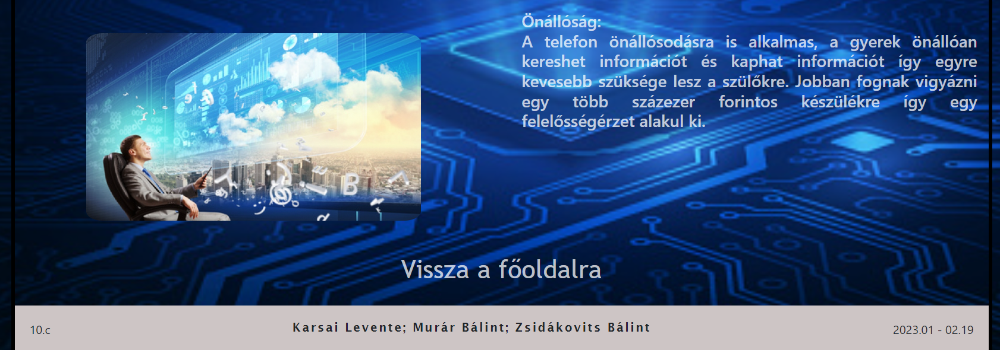 Önállóság:
A telefon önállósodásra is alkalmas, a gyerek önállóan
kereshet információt és kaphat információt így egyre
kevesebb szüksége lesz a szülőkre. Jobban fognak vigyázni
egy több százezer forintos készülékre így egy
felelősségérzet alakul ki.
Vissza a főoldalra
10.c
Karsai Levente; Murár Bálint; Zsidákovits Bálint
2023.01 - 02.19